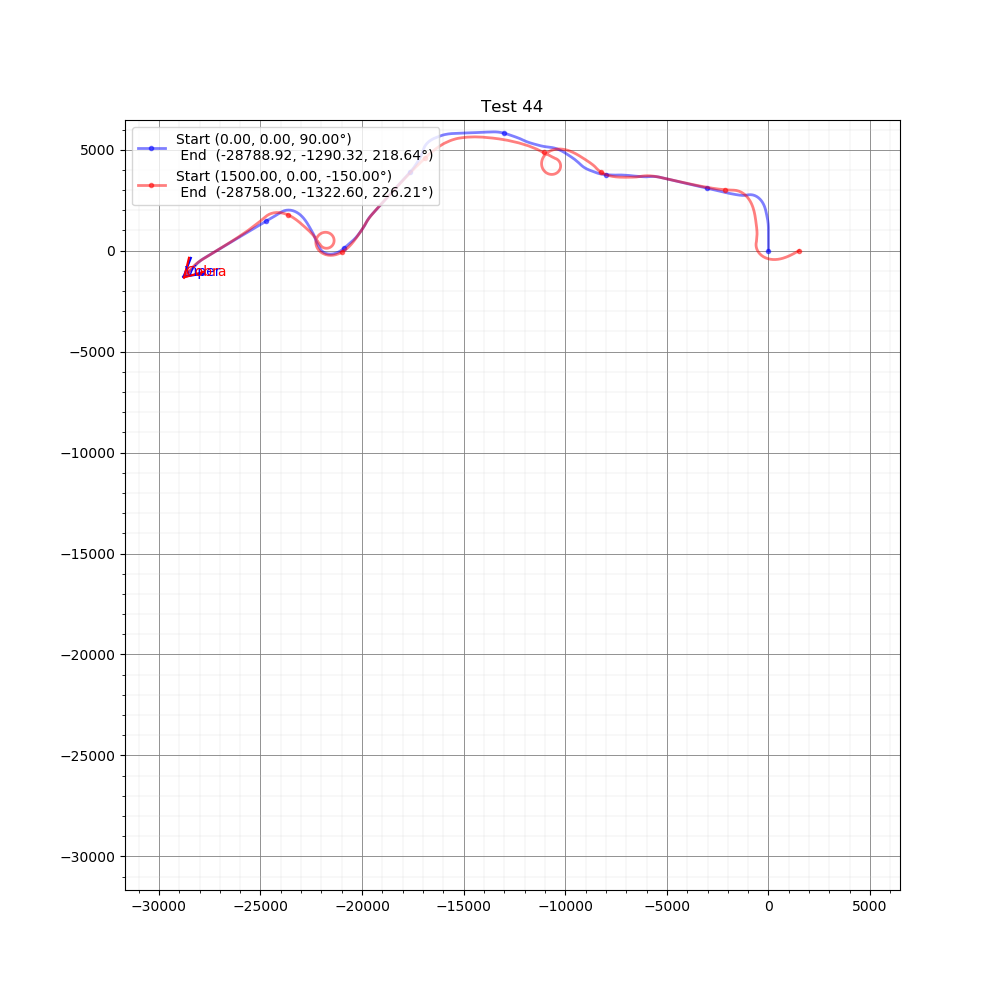 Test 44
Start (0.00, 0.00, 90.00°)
End (-28788.92, -1290.32, 218.64°)
Start (1500.00, 0.00, -150.00°)
End (-28758.00, -1322.60, 226.21°)
5000
0
−5000
−10000
−15000
−20000
−25000
−30000
−30000 −25000 −20000 −15000 −10000 −5000 0 5000